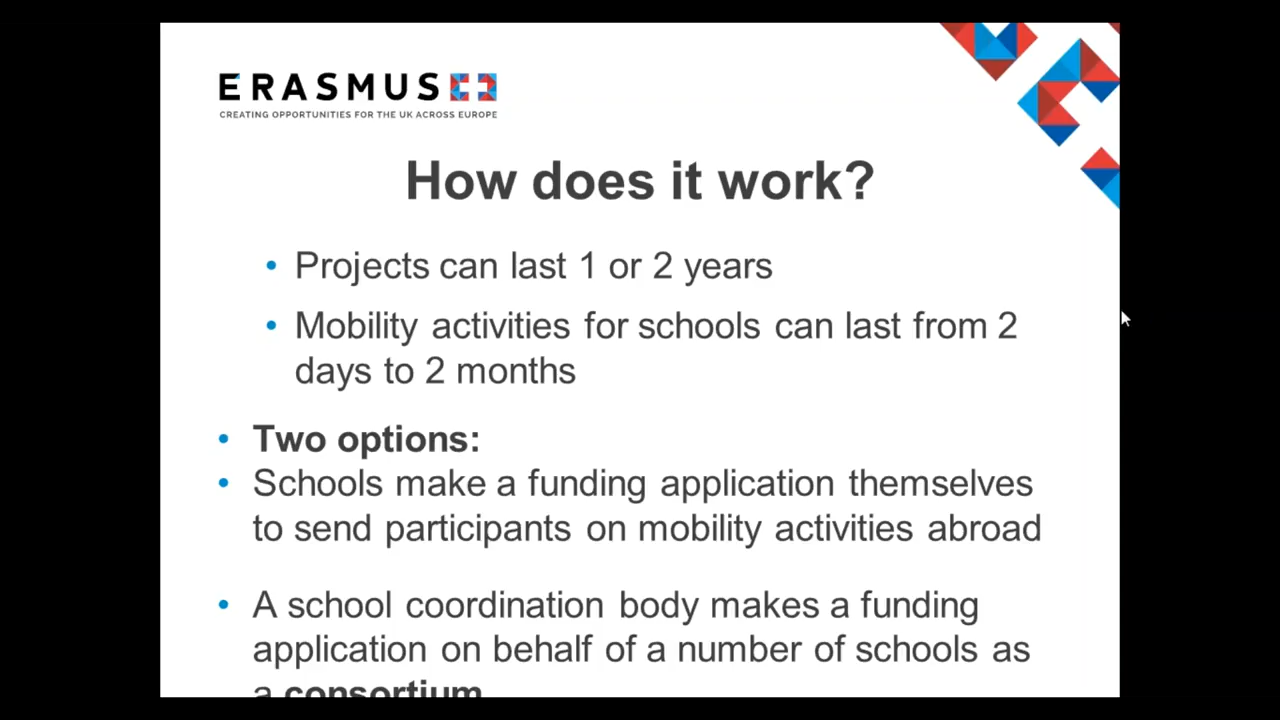 ERASMUS
CREATING OPPORTUNITIES FOR THE UK ACROSS EUROPE
How does it work?
• Projects can last 1 or 2 years
• Mobility activities for schools can last from 2
days to 2 months
• Two options:
• Schools make a funding application themselves
to send participants on mobility activities abroad
• A school coordination body makes a funding
application on behalf of a number of schools as
a consortium